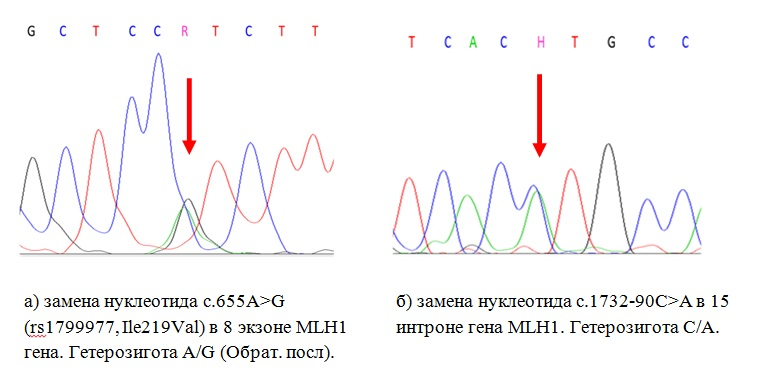 G C T C C R T C T T
T C A C H T G C C
а) замена нуклеотида c.655A>G
(rs1799977, Ile219Val) в 8 экзоне MLH1
гена. Гетерозигота A/G (Обрат. посл).
б) замена нуклеотида c.1732-90C>A в 15
интроне гена MLH1. Гетерозигота C/A.